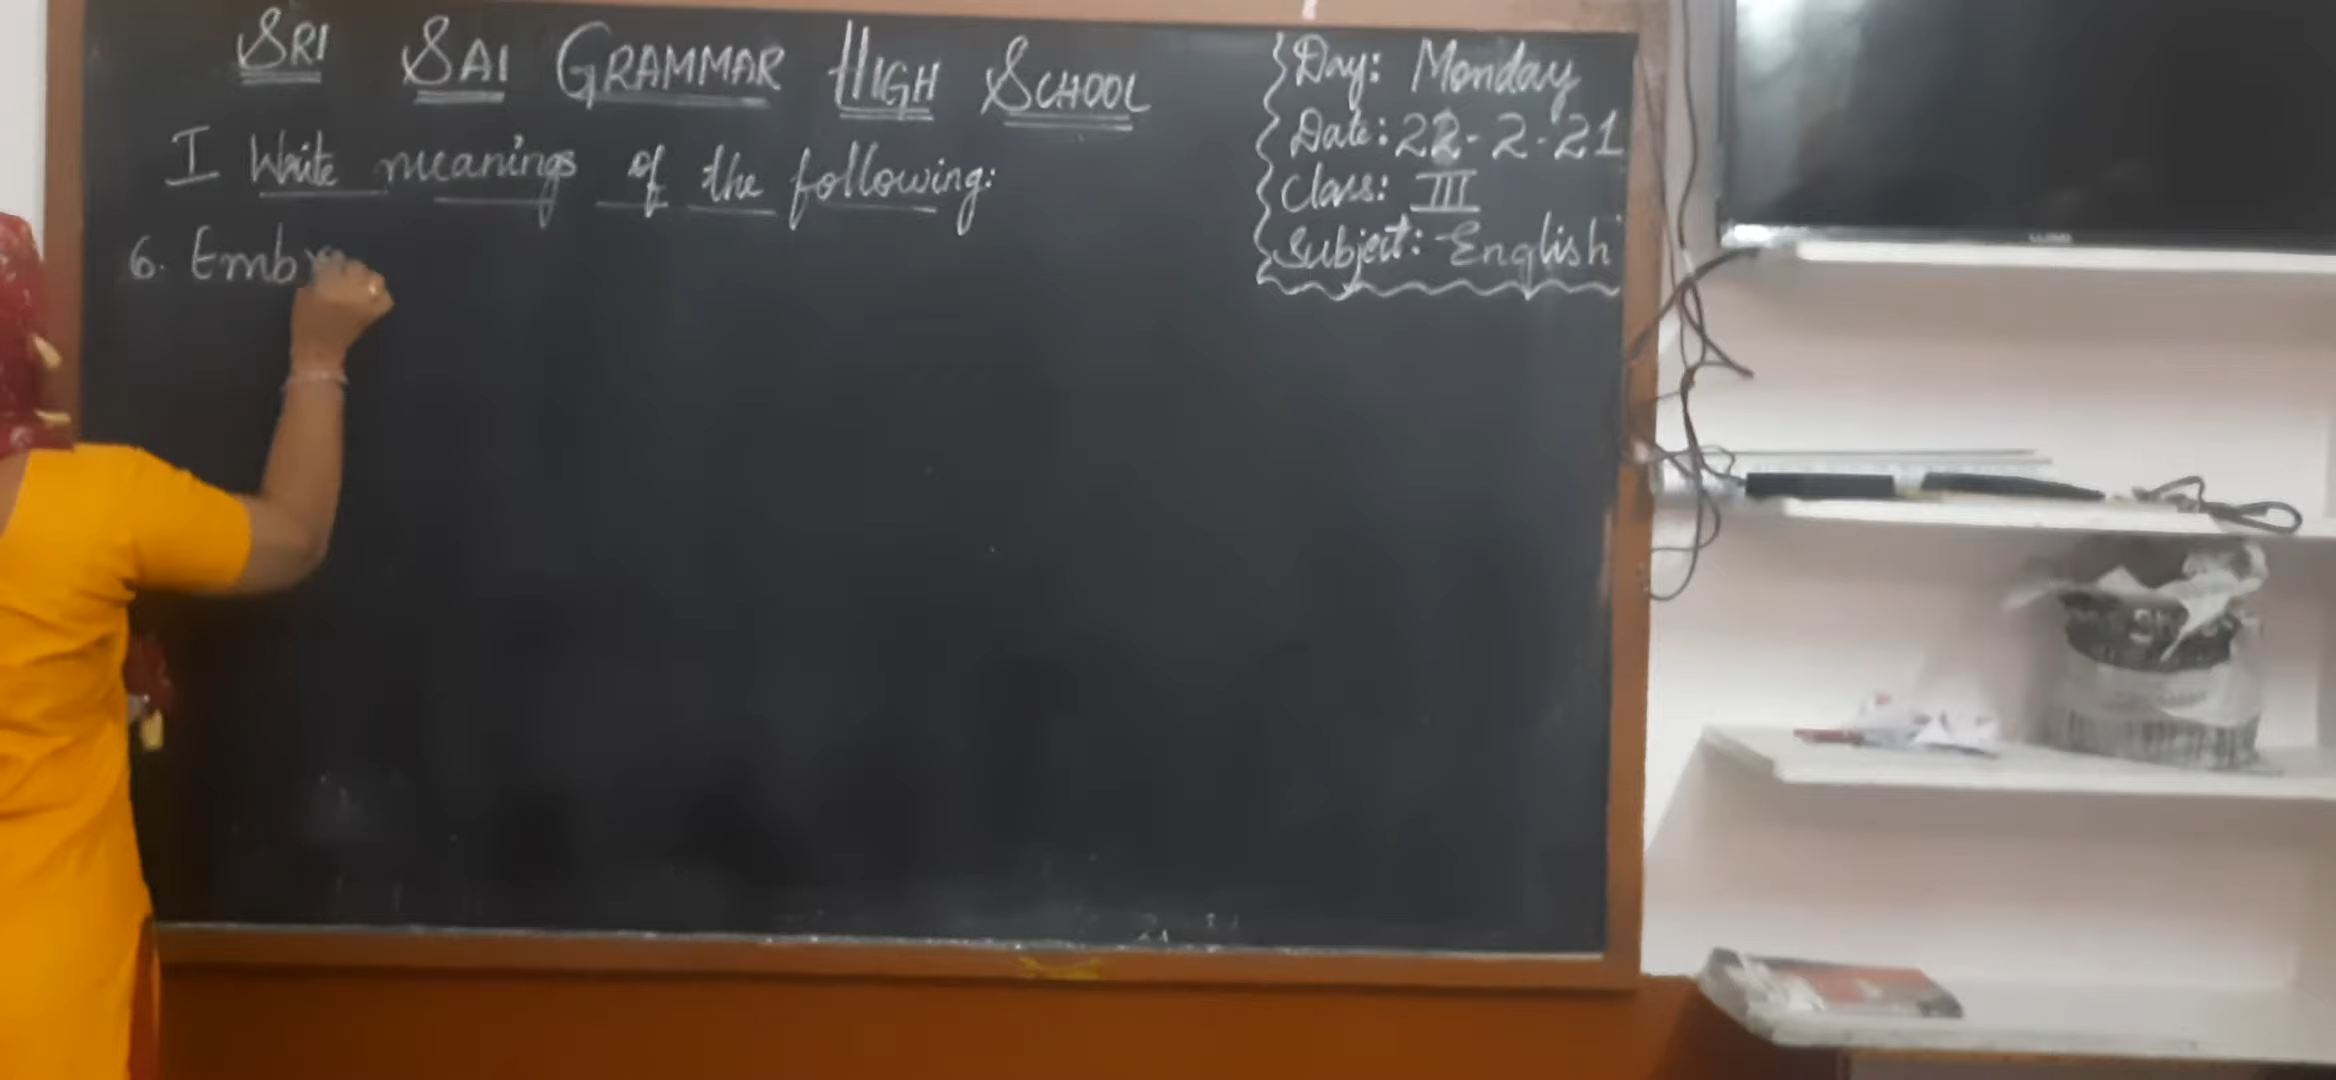 SRI SAI GRAMMAR HIGH SCHOOL
Day: Monday
Date: 22-2-21
Class: III
Subject: English
I Write meanings of the following:
6. Emb